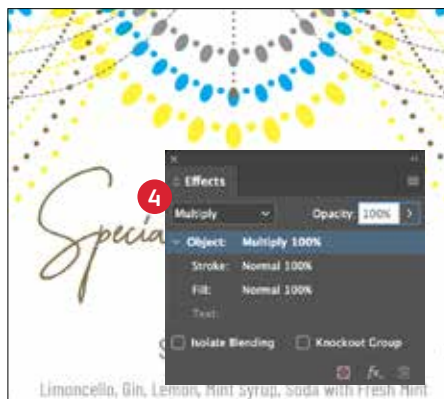 4
Effects
Multiply Opacity: 100%
Object: Multiply 100%
Stroke: Normal 100%
Fill: Normal 100%
Text:
Isolate Blending Knockout Group
fx.
Limoncello, Gin, Lemon, Mint Syrup, Soda with Fresh Mint